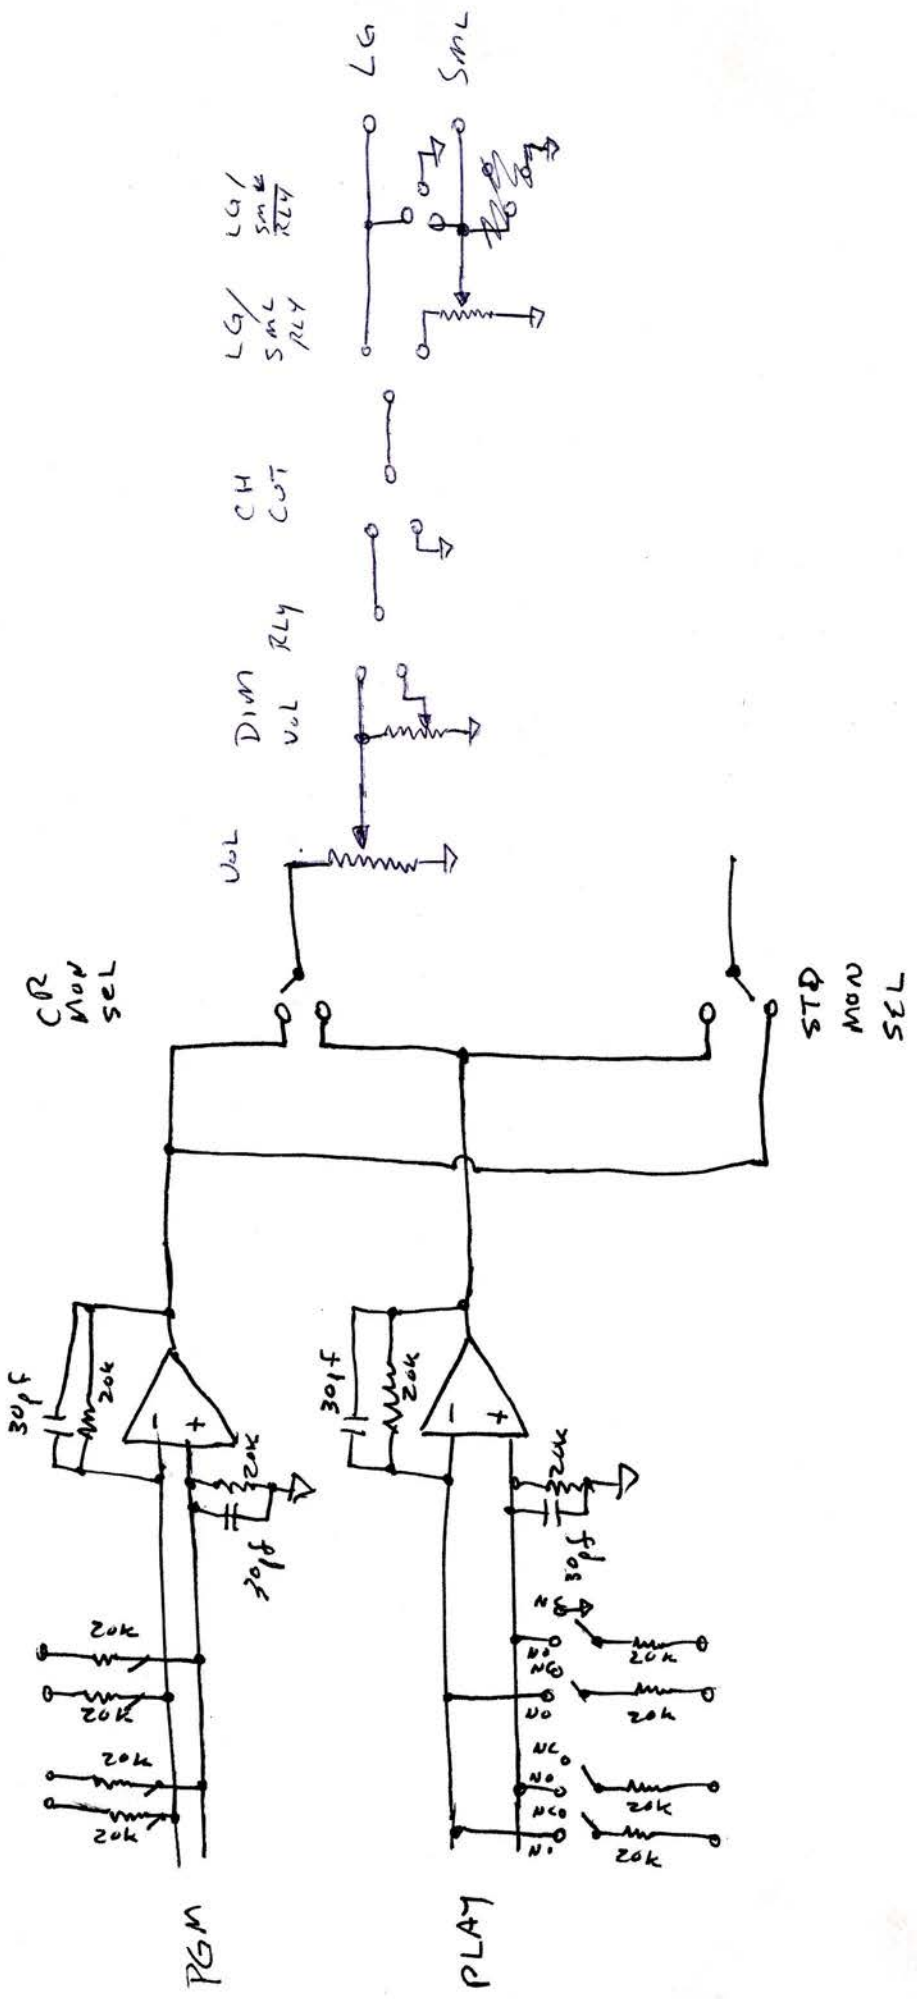 LG
SML
LG/
SML
RLY
LG/
SML
RLY
CH
CUT
RLY
DIM
VOL
VOL
CR
MON
SEL
STD
MON
SEL
30pf
20k
-
+
20k
30pf
30pf
20k
-
+
20k
30pf
20k
20k
20k
20k
PGM
NC
NO
20k
NC
NO
20k
NC
NO
20k
NC
NO
20k
PLAY